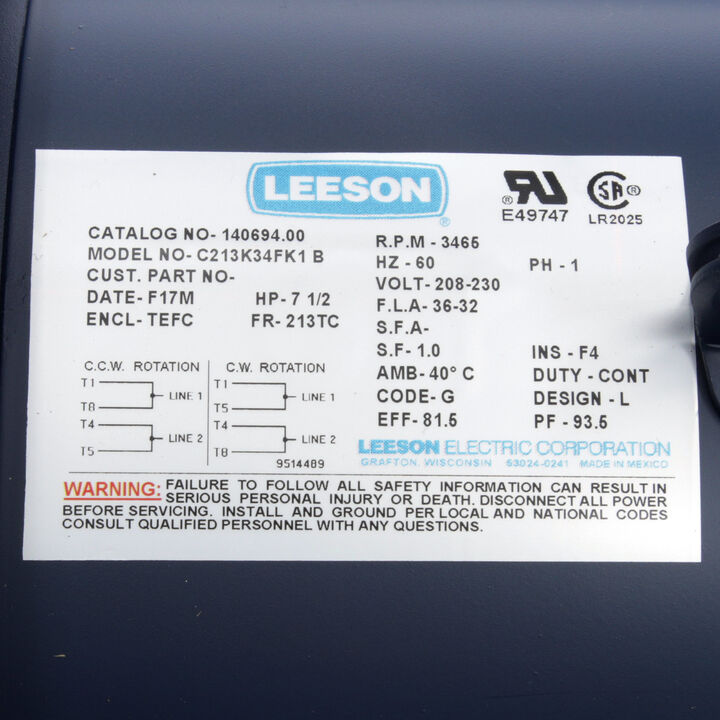 LEESON
®
® RU
E49747
SA ®
LR2025
CATALOG NO- 140694.00
MODEL NO- C213K34FK1 B
CUST. PART NO-
DATE- F17M HP- 7 1/2
ENCL- TEFC FR- 213TC
R.P.M - 3465
HZ - 60 PH - 1
VOLT- 208-230
F.L.A- 36-32
S.F.A-
S.F- 1.0 INS - F4
AMB- 40° C DUTY - CONT
CODE- G DESIGN - L
EFF- 81.5 PF - 93.5
C.C.W. ROTATION C.W. ROTATION
T1 T1
LINE 1 LINE 1
T8 T5
T4 T4
LINE 2 LINE 2
T5 T8
9514489
LEESON ELECTRIC CORPORATION
GRAFTON, WISCONSIN 53024-0241 MADE IN MEXICO
WARNING: FAILURE TO FOLLOW ALL SAFETY INFORMATION CAN RESULT IN
SERIOUS PERSONAL INJURY OR DEATH. DISCONNECT ALL POWER
BEFORE SERVICING. INSTALL AND GROUND PER LOCAL AND NATIONAL CODES
CONSULT QUALIFIED PERSONNEL WITH ANY QUESTIONS.